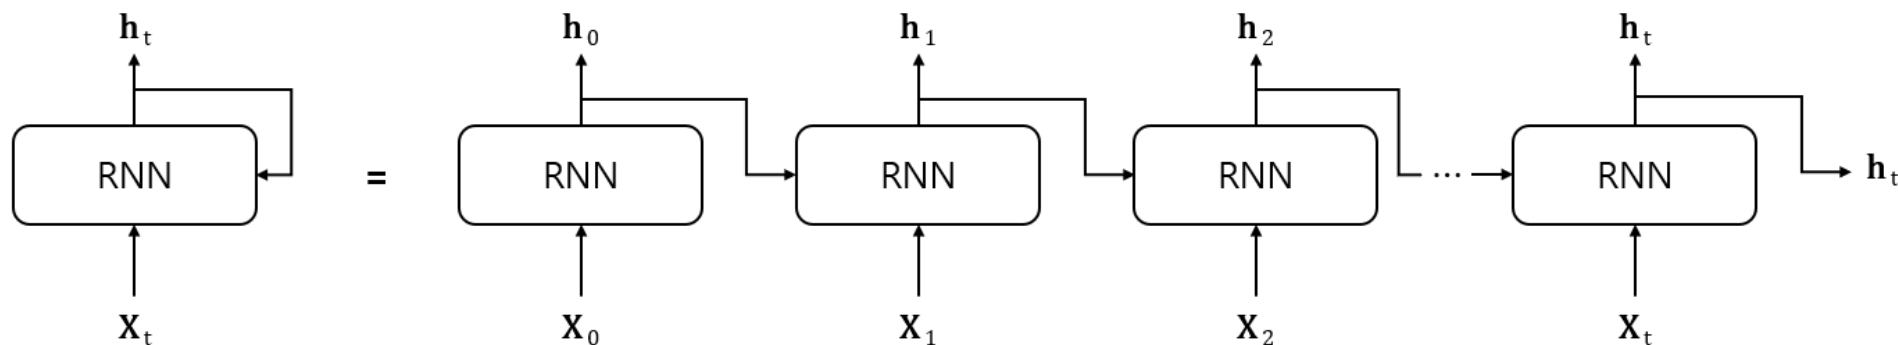 h_t h_0 h_1 h_2 h_t
RNN = RNN RNN RNN ... RNN h_t
X_t X_0 X_1 X_2 X_t